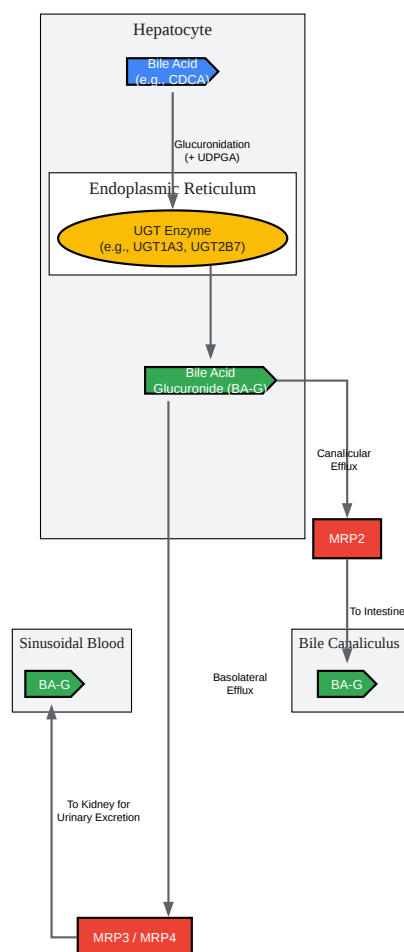 Hepatocyte
Bile Acid
(e.g., CDCA)
Glucuronidation
(+ UDPGA)
Endoplasmic Reticulum
UGT Enzyme
(e.g., UGT1A3, UGT2B7)
Bile Acid
Glucuronide (BA-G)
Canalicular
Efflux
MRP2
To Intestine
Sinusoidal Blood
Bile Canaliculus
BA-G
BA-G
Basolateral
Efflux
To Kidney for
Urinary Excretion
MRP3 / MRP4